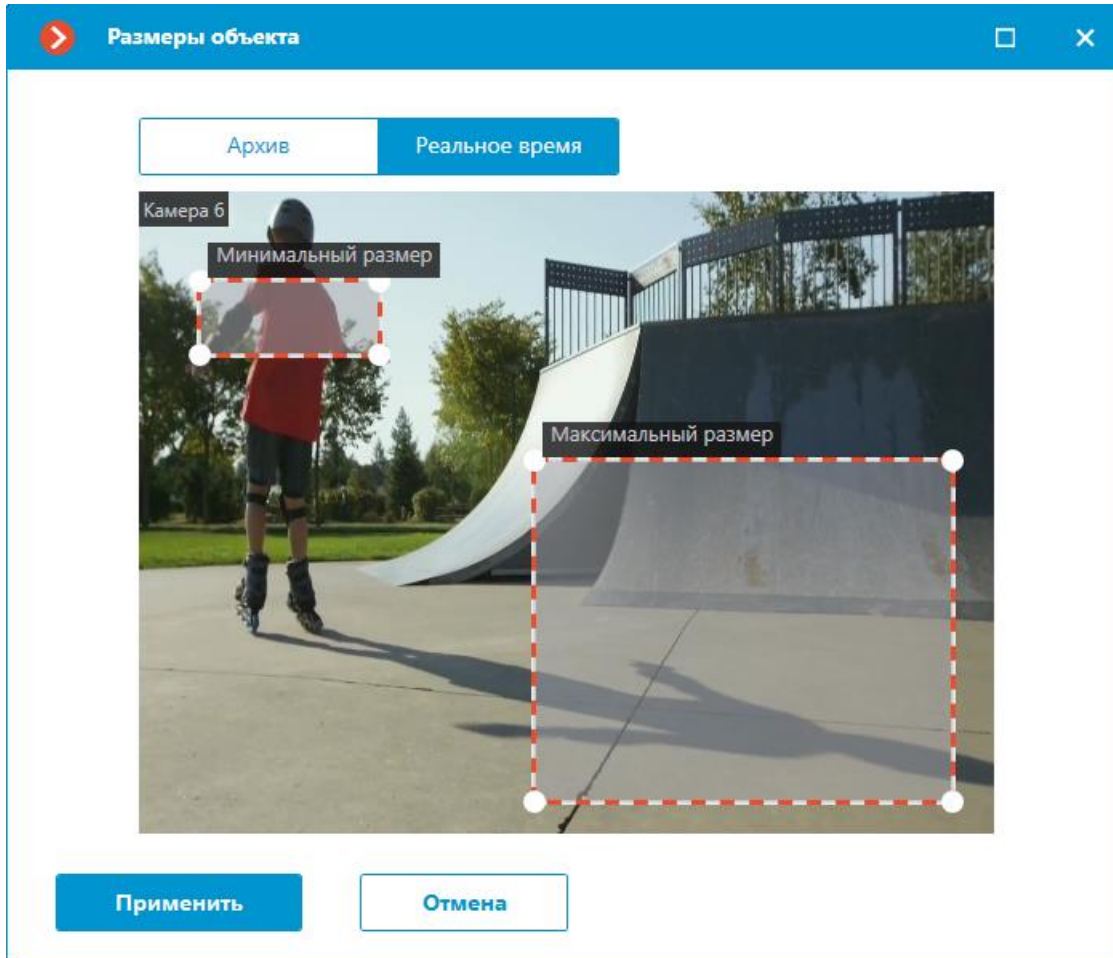 Размеры объекта
Архив
Реальное время
Камера 6
Минимальный размер
Максимальный размер
Применить
Отмена